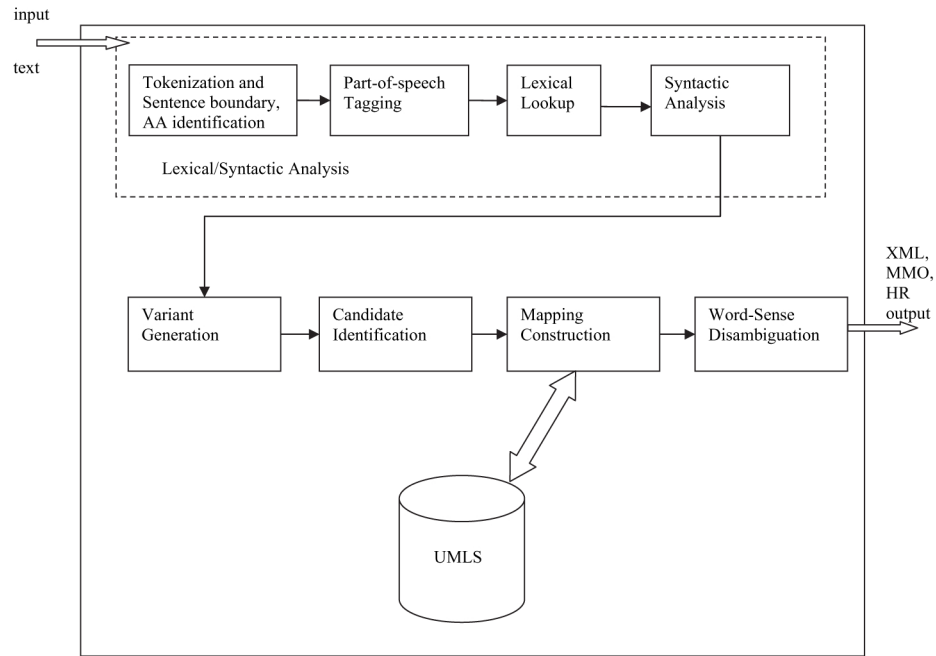 input
text
Tokenization and
Sentence boundary,
AA identification
Part-of-speech
Tagging
Lexical
Lookup
Syntactic
Analysis
Lexical/Syntactic Analysis
Variant
Generation
Candidate
Identification
Mapping
Construction
Word-Sense
Disambiguation
XML,
MMO,
HR
output
UMLS